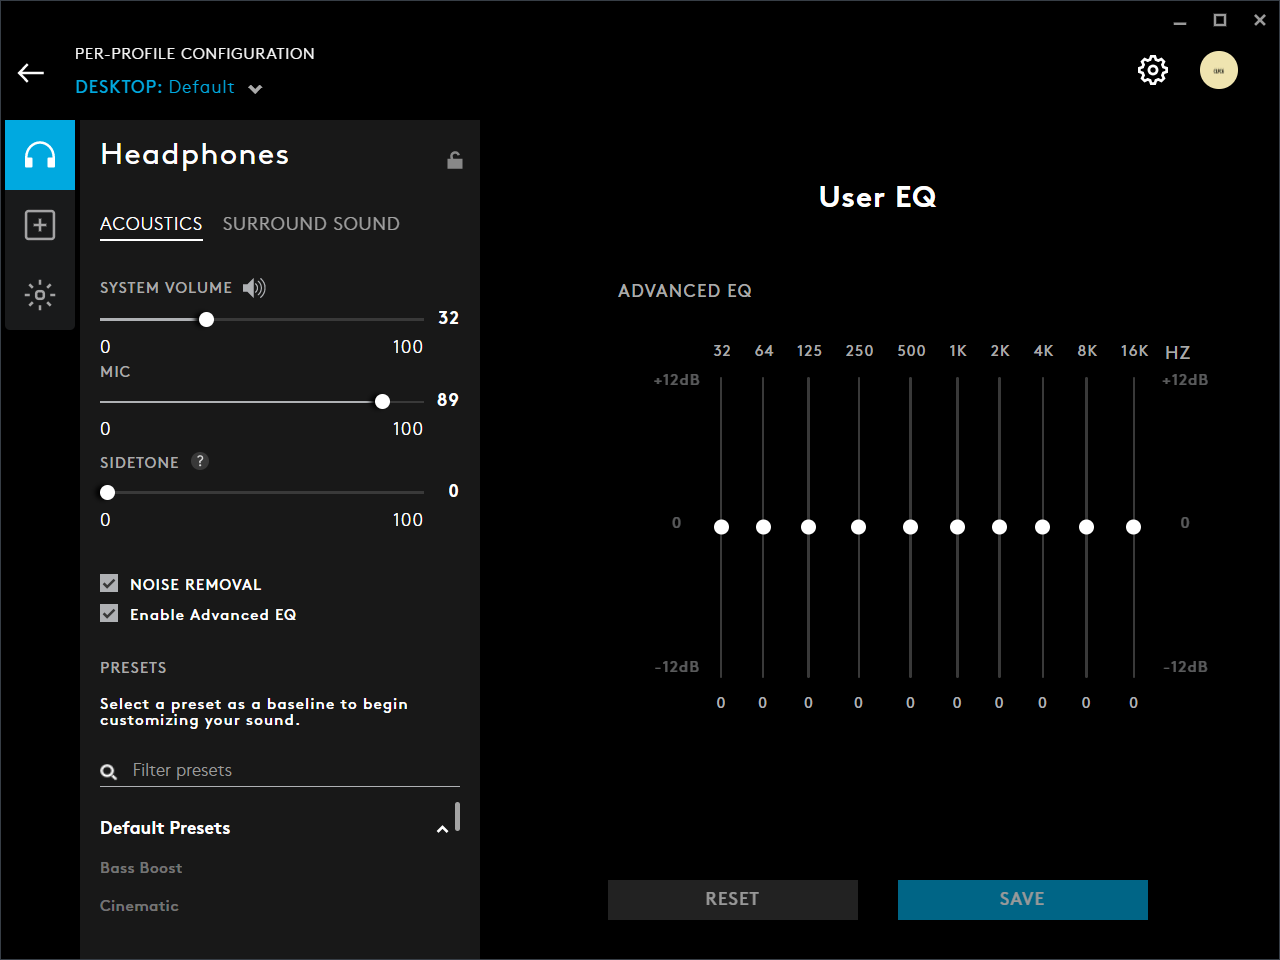 PER-PROFILE CONFIGURATION
DESKTOP: Default
Headphones
ACOUSTICS SURROUND SOUND
SYSTEM VOLUME
32
0 100
MIC
89
0 100
SIDETONE ?
0
0 100
NOISE REMOVAL
Enable Advanced EQ
PRESETS
Select a preset as a baseline to begin
customizing your sound.
Filter presets
Default Presets
Bass Boost
Cinematic
User EQ
ADVANCED EQ
32 64 125 250 500 1K 2K 4K 8K 16K HZ
+12dB +12dB
0 0
-12dB -12dB
0 0 0 0 0 0 0 0 0 0
RESET SAVE